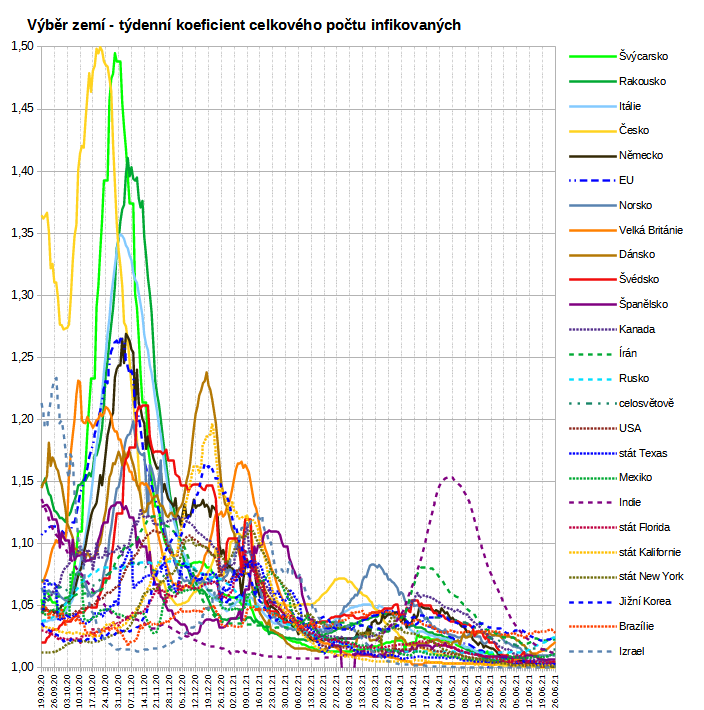 Výběr zemí - týdenní koeficient celkového počtu infikovaných
1,50
1,45
1,40
1,35
1,30
1,25
1,20
1,15
1,10
1,05
1,00
Švýcarsko
Rakousko
Itálie
Česko
Německo
EU
Norsko
Velká Británie
Dánsko
Švédsko
Španělsko
Kanada
Írán
Rusko
celosvětově
USA
stát Texas
Mexiko
Indie
stát Florida
stát Kalifornie
stát New York
Jižní Korea
Brazílie
Izrael
19.09.20
26.09.20
03.10.20
10.10.20
17.10.20
24.10.20
31.10.20
07.11.20
14.11.20
21.11.20
28.11.20
05.12.20
12.12.20
19.12.20
26.12.20
02.01.21
09.01.21
16.01.21
23.01.21
30.01.21
06.02.21
13.02.21
20.02.21
27.02.21
06.03.21
13.03.21
20.03.21
27.03.21
03.04.21
10.04.21
17.04.21
24.04.21
01.05.21
08.05.21
15.05.21
22.05.21
29.05.21
05.06.21
12.06.21
19.06.21
26.06.21